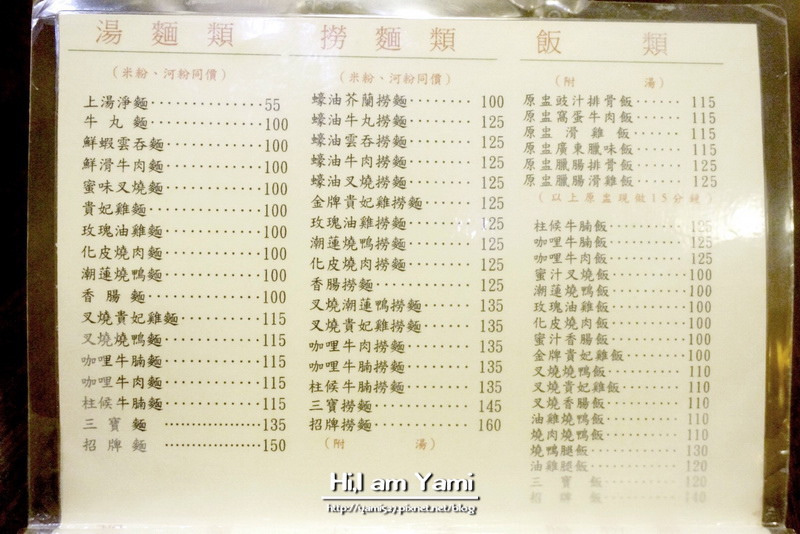 湯麵類
（米粉、河粉同價）
上湯淨麵 55
牛丸麵 100
鮮蝦雲吞麵 100
鮮滑牛肉麵 100
蜜味叉燒麵 100
貴妃雞麵 100
玫瑰油雞麵 100
化皮燒肉麵 100
潮蓮燒鴨麵 100
香腸麵 100
叉燒貴妃雞麵 115
叉燒燒鴨麵 115
咖哩牛腩麵 115
咖哩牛肉麵 115
柱候牛腩麵 115
三寶麵 135
招牌麵 150
撈麵類
（米粉、河粉同價）
蠔油芥蘭撈麵 100
蠔油牛丸撈麵 125
蠔油雲吞撈麵 125
蠔油牛肉撈麵 125
蠔油叉燒撈麵 125
金牌貴妃雞撈麵 125
玫瑰油雞撈麵 125
潮蓮燒鴨撈麵 125
化皮燒肉撈麵 125
香腸撈麵 125
叉燒潮蓮鴨撈麵 135
叉燒貴妃雞撈麵 135
咖哩牛肉撈麵 135
咖哩牛腩撈麵 135
柱候牛腩撈麵 135
三寶撈麵 145
招牌撈麵 160
（附湯）
飯類
（附湯）
原盅豉汁排骨飯 115
原盅窩蛋牛肉飯 115
原盅滑雞飯 115
原盅廣東臘味飯 115
原盅臘腸排骨飯 125
原盅臘腸滑雞飯 125
（以上原盅現做15分鐘）
柱候牛腩飯 125
咖哩牛腩飯 125
咖哩牛肉飯 125
蜜汁叉燒飯 100
潮蓮燒鴨飯 100
玫瑰油雞飯 100
化皮燒肉飯 100
蜜汁香腸飯 100
金牌貴妃雞飯 100
叉燒燒鴨飯 110
叉燒貴妃雞飯 110
叉燒香腸飯 110
油雞燒鴨飯 110
燒肉燒鴨飯 110
燒鴨腿飯 130
油雞腿飯 120
三寶飯 120
招牌飯 140
Hi,I am Yami
http://yami527.pixnet.net/blog